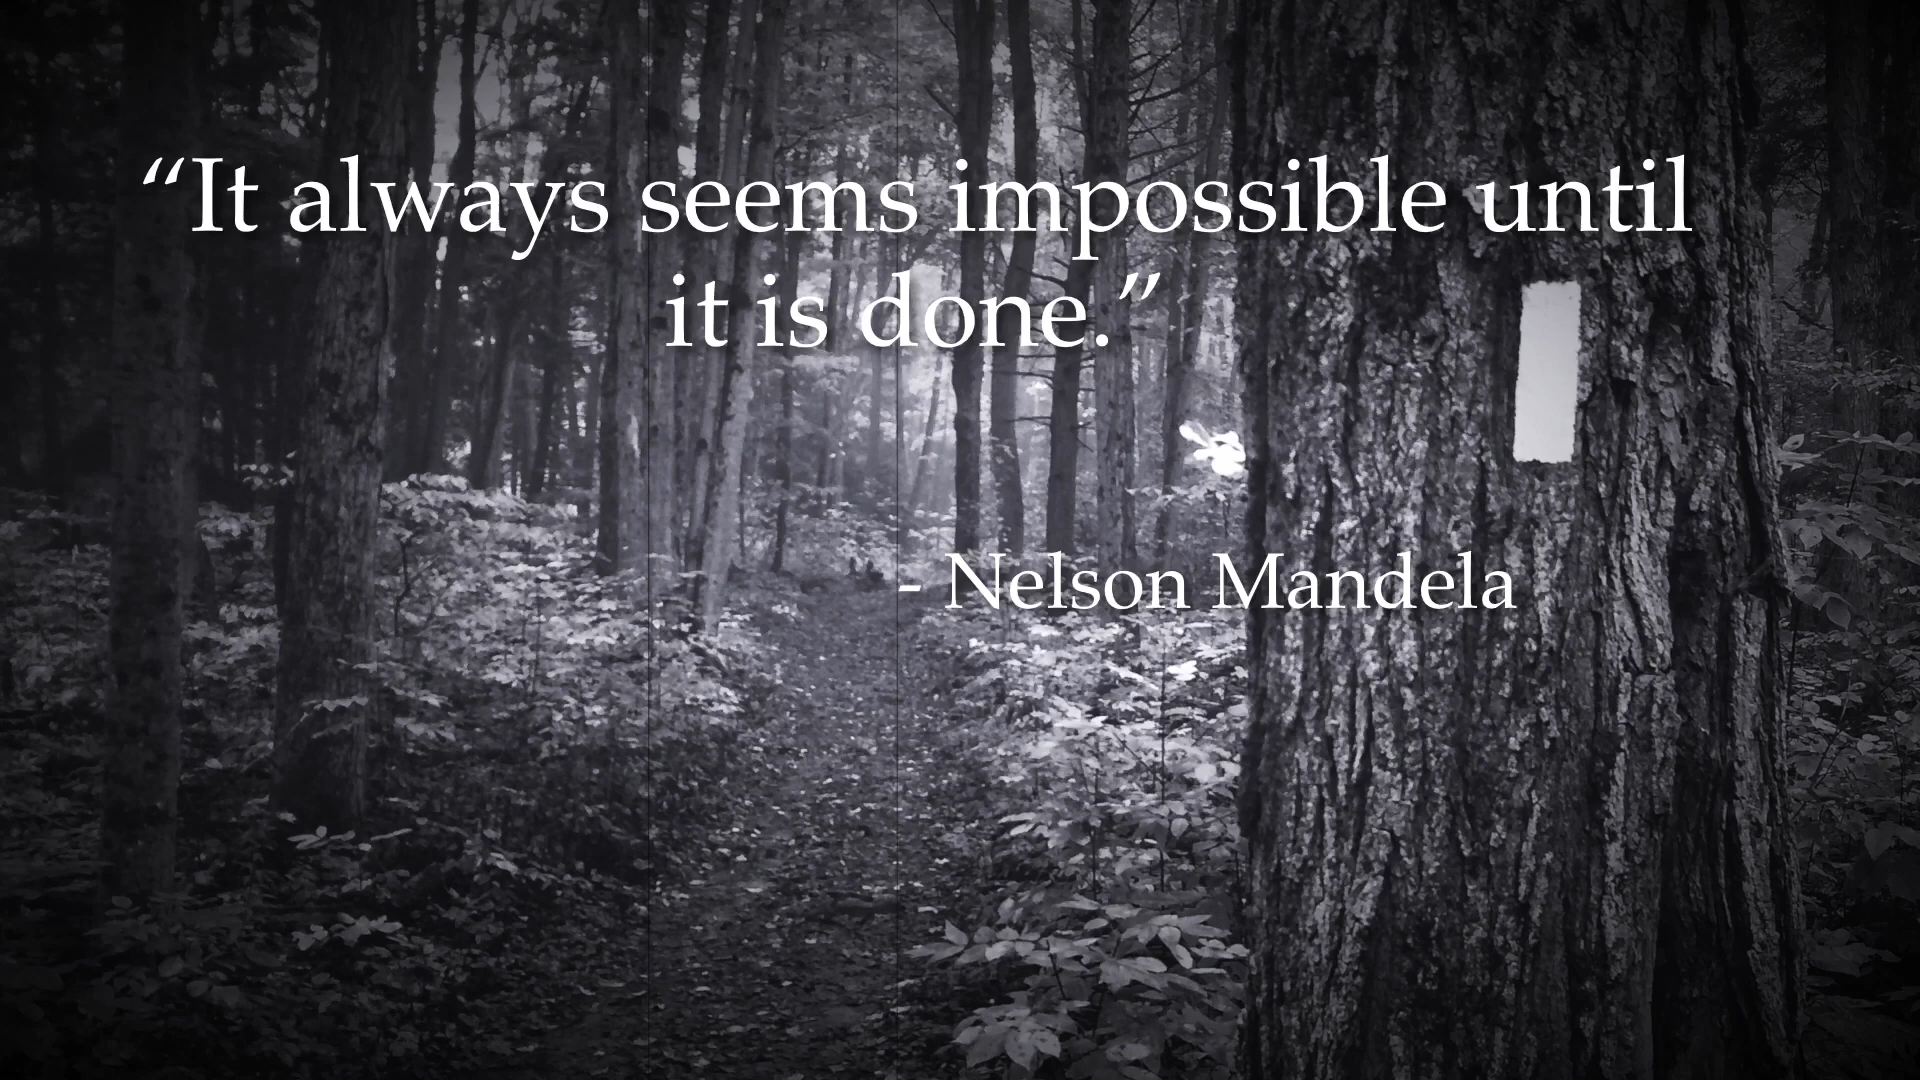 “It always seems impossible until
it is done.”
- Nelson Mandela